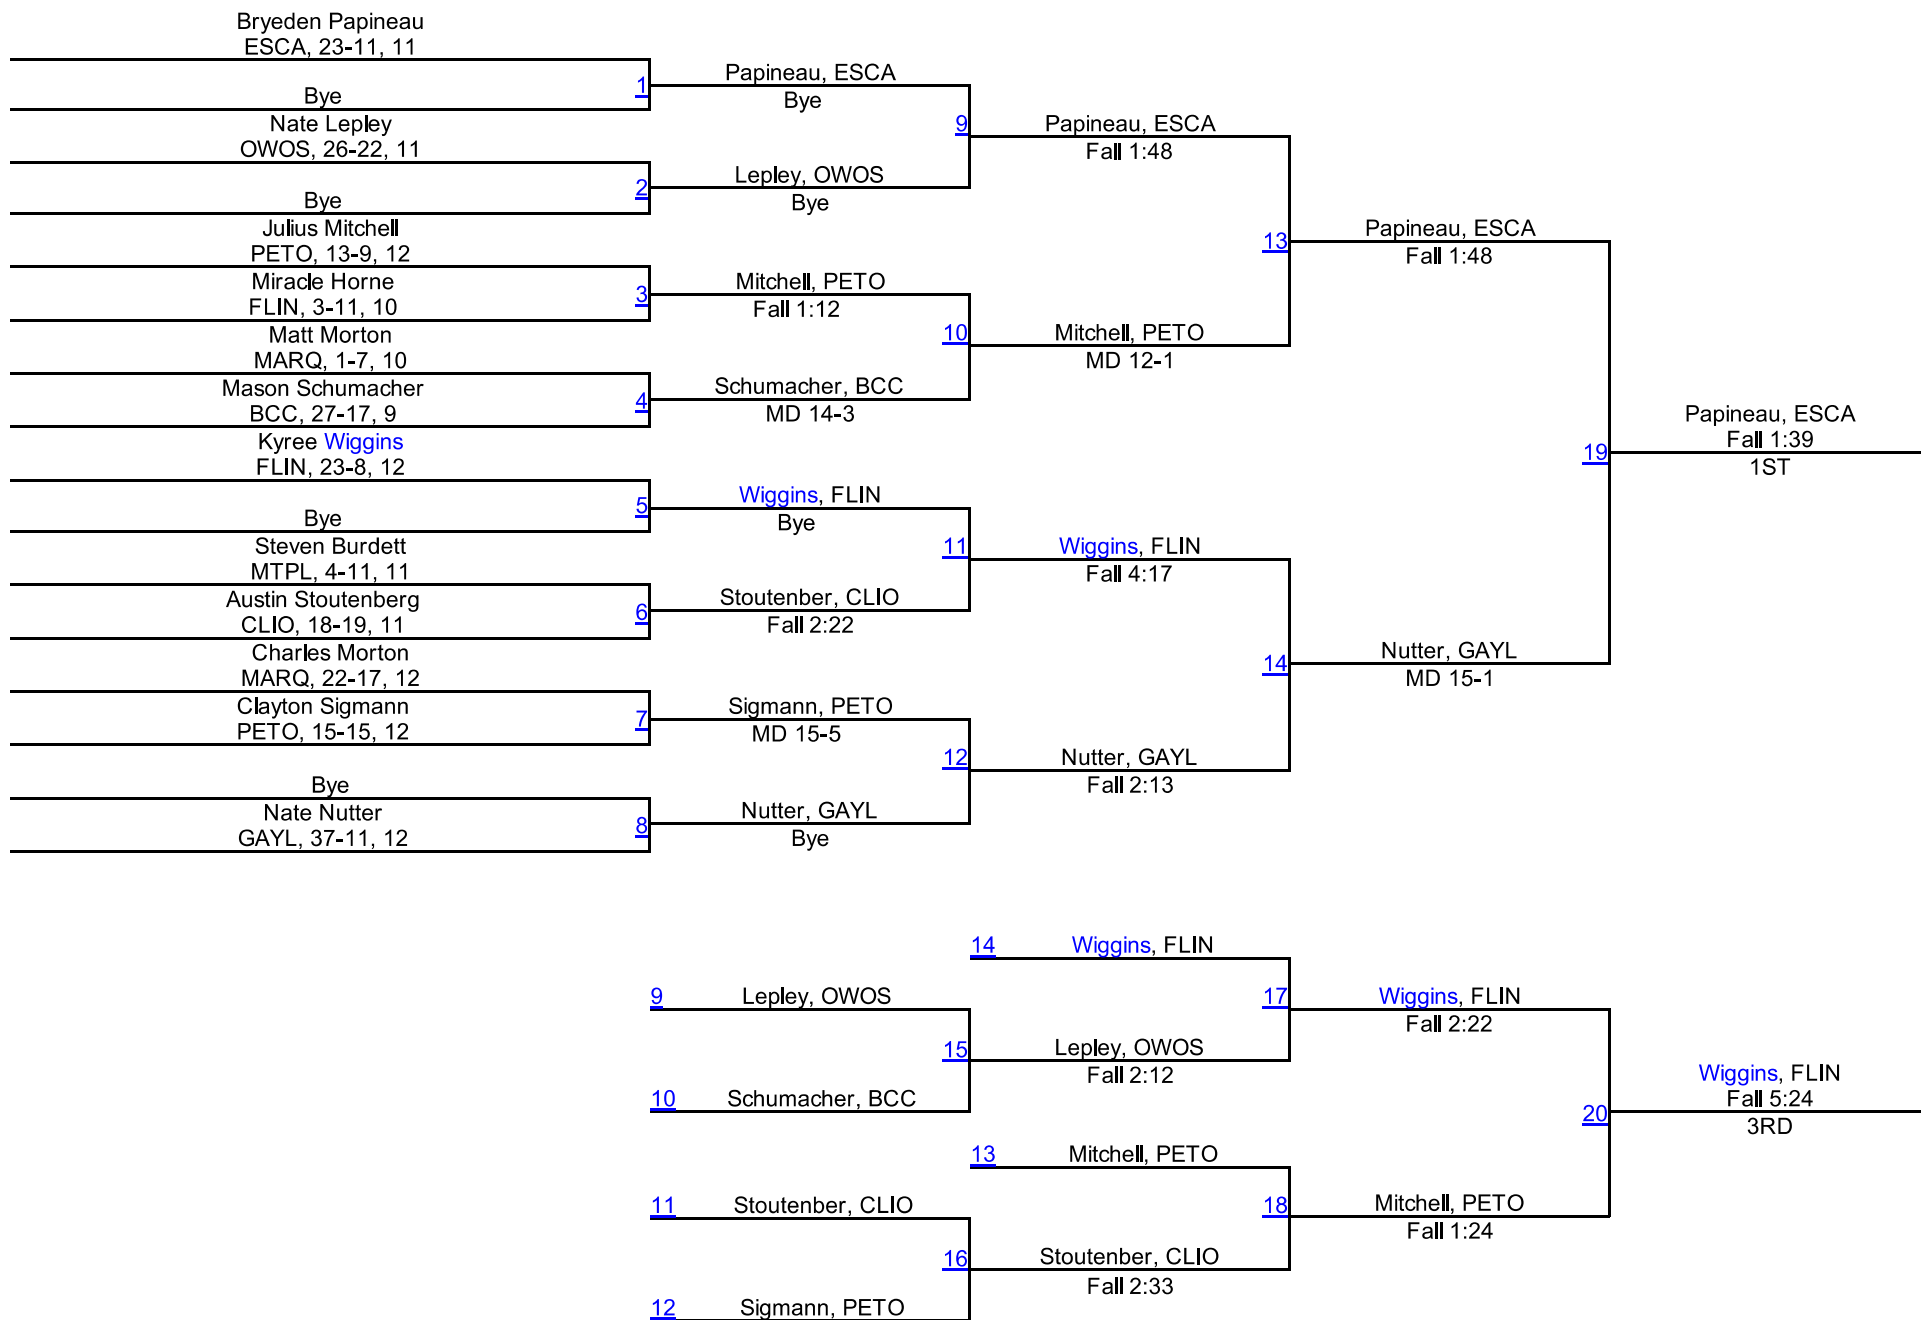 Bryeden Papineau
ESCA, 23-11, 11
1
Bye
Nate Lepley
OWOS, 26-22, 11
2
Bye
Julius Mitchell
PETO, 13-9, 12
3
Miracle Horne
FLIN, 3-11, 10
Matt Morton
MARQ, 1-7, 10
4
Mason Schumacher
BCC, 27-17, 9
Kyree Wiggins
FLIN, 23-8, 12
5
Bye
Steven Burdett
MTPL, 4-11, 11
6
Austin Stoutenberg
CLIO, 18-19, 11
Charles Morton
MARQ, 22-17, 12
7
Clayton Sigmann
PETO, 15-15, 12
Bye
8
Nate Nutter
GAYL, 37-11, 12
Papineau, ESCA
Bye
9
Lepley, OWOS
Bye
Mitchell, PETO
Fall 1:12
10
Schumacher, BCC
MD 14-3
Wiggins, FLIN
Bye
11
Stoutenber, CLIO
Fall 2:22
Sigmann, PETO
MD 15-5
12
Nutter, GAYL
Bye
Papineau, ESCA
Fall 1:48
13
Mitchell, PETO
MD 12-1
Wiggins, FLIN
Fall 4:17
14
Nutter, GAYL
Fall 2:13
Papineau, ESCA
Fall 1:48
19
Nutter, GAYL
MD 15-1
Papineau, ESCA
Fall 1:39
1ST
14 Wiggins, FLIN
9 Lepley, OWOS
15
10 Schumacher, BCC
17
Lepley, OWOS
Fall 2:12
13 Mitchell, PETO
11 Stoutenber, CLIO
16
12 Sigmann, PETO
18
Stoutenber, CLIO
Fall 2:33
Wiggins, FLIN
Fall 2:22
20
Mitchell, PETO
Fall 1:24
Wiggins, FLIN
Fall 5:24
3RD